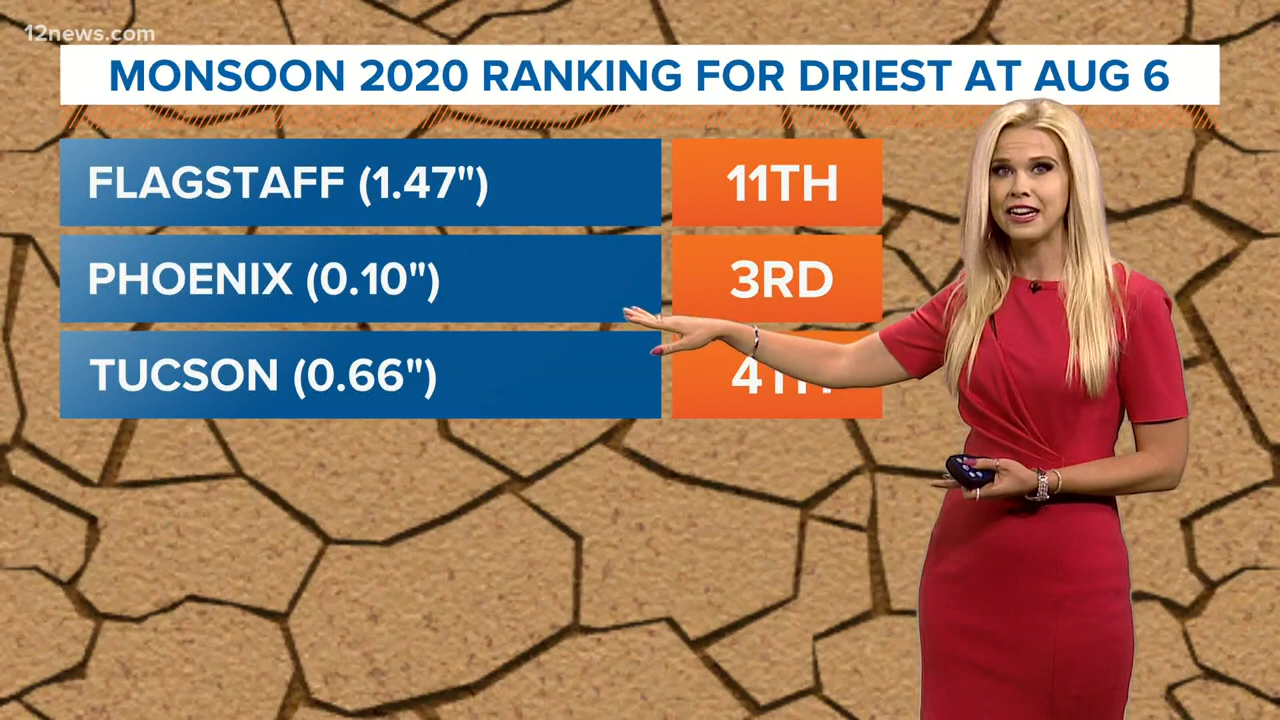 12news.com
MONSOON 2020 RANKING FOR DRIEST AT AUG 6
FLAGSTAFF (1.47") 11TH
PHOENIX (0.10") 3RD
TUCSON (0.66") 4TH